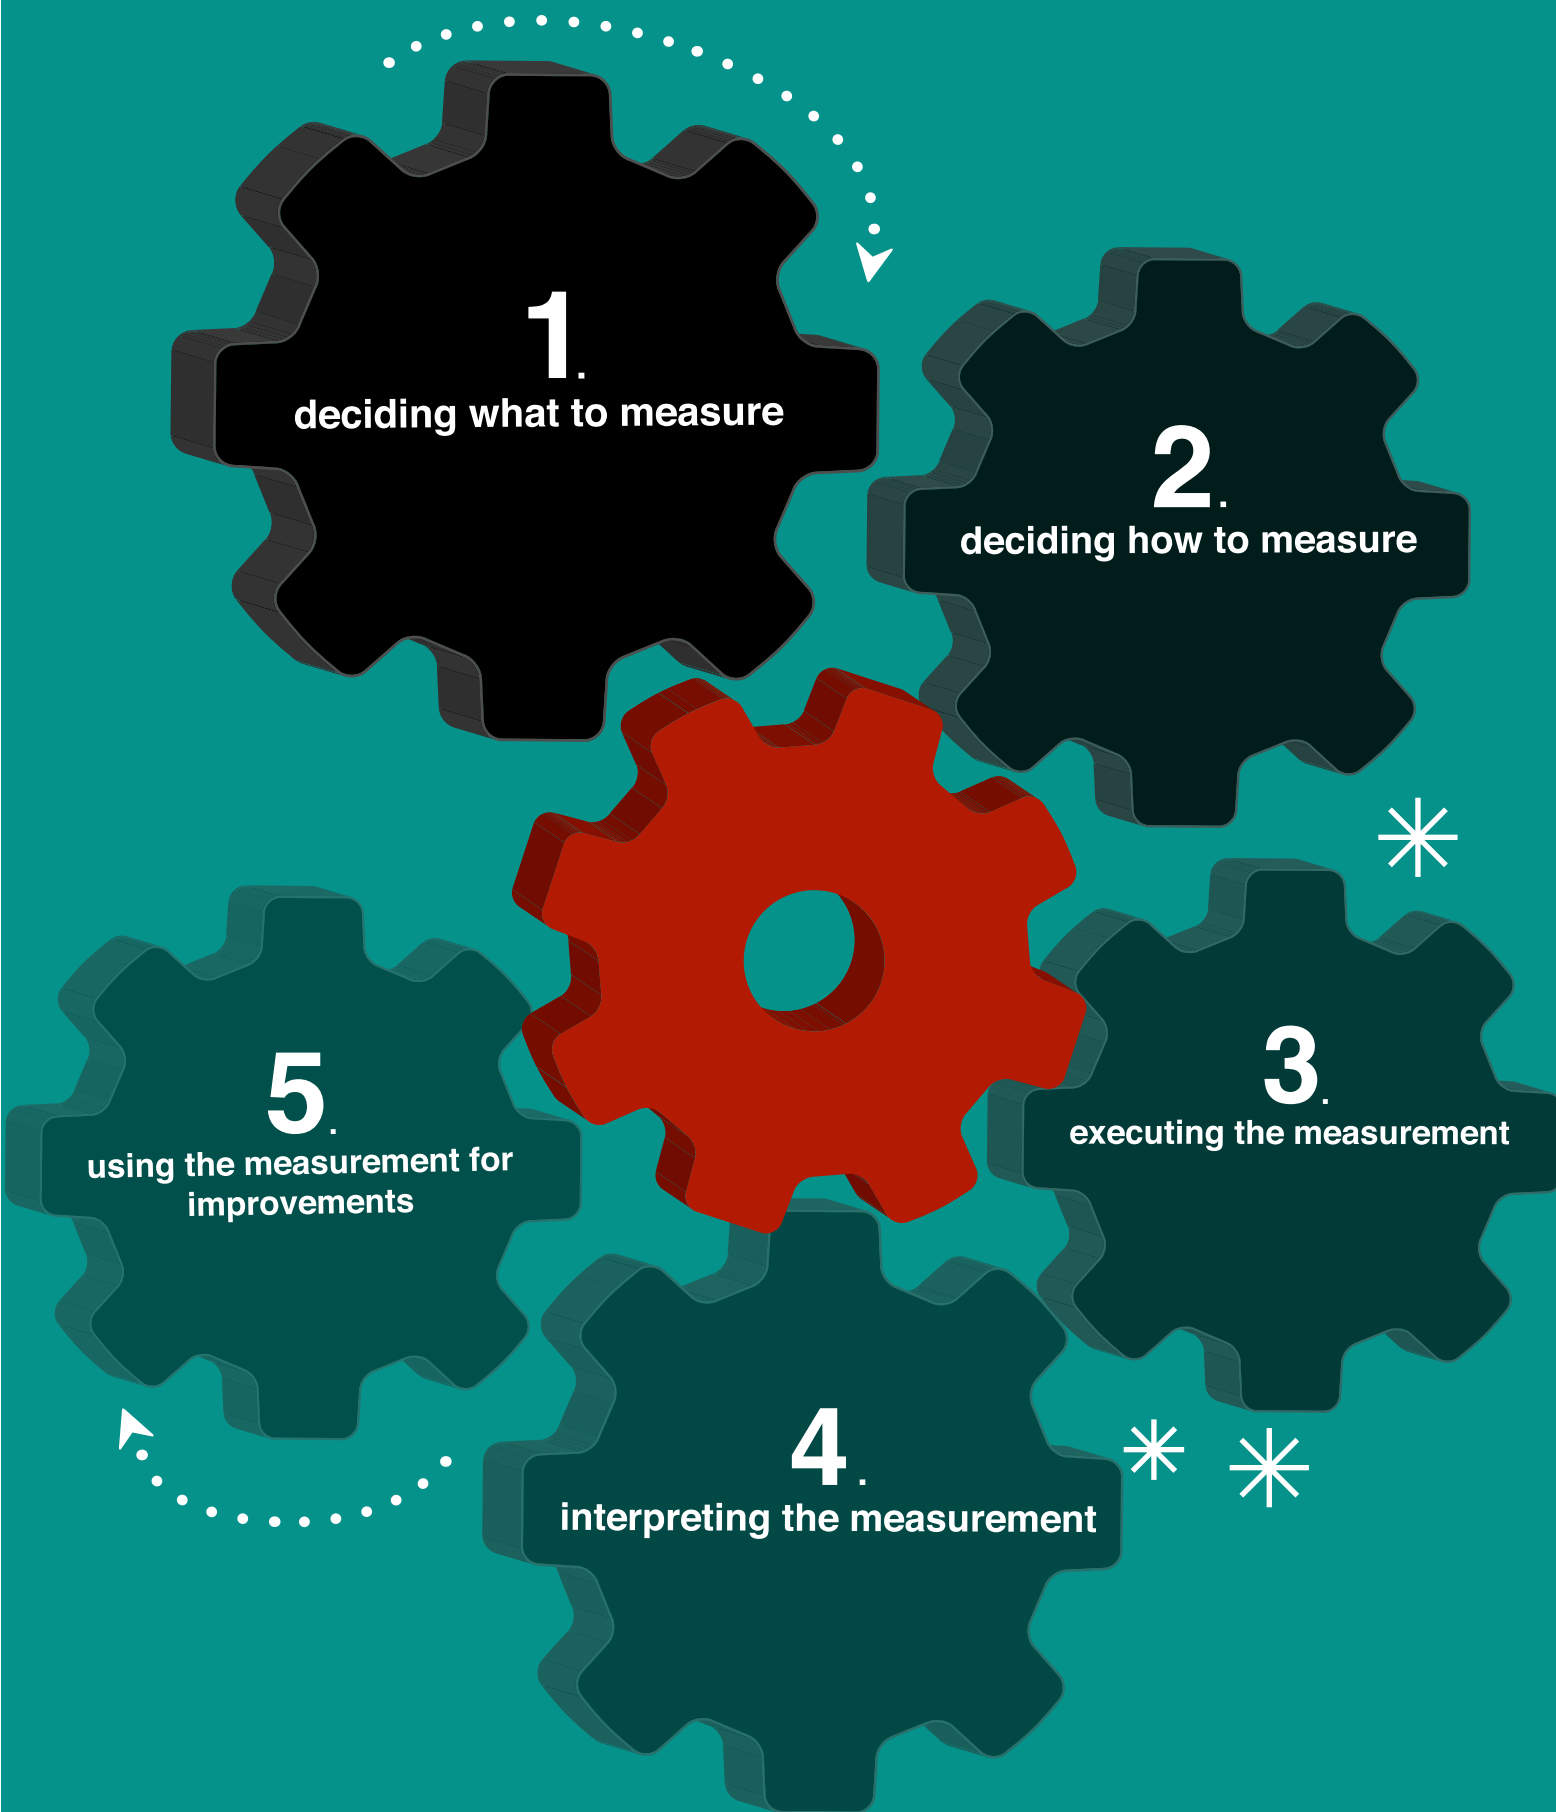 1.
deciding what to measure
2.
deciding how to measure
3.
executing the measurement
4.
interpreting the measurement
5.
using the measurement for
improvements